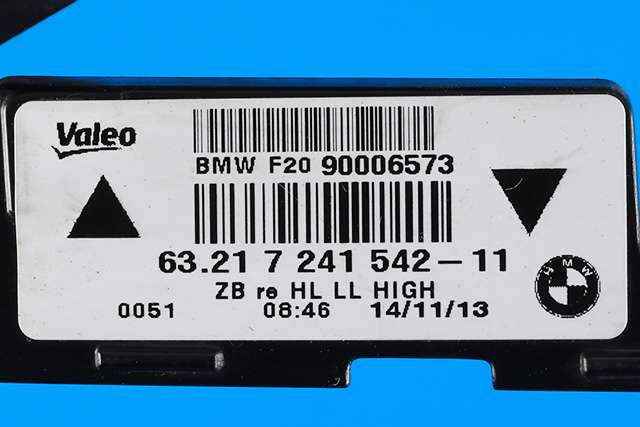 Valeo
BMW F20 90006573
63.21 7 241 542-11
ZB re HL LL HIGH
0051 08:46 14/11/13
BMW